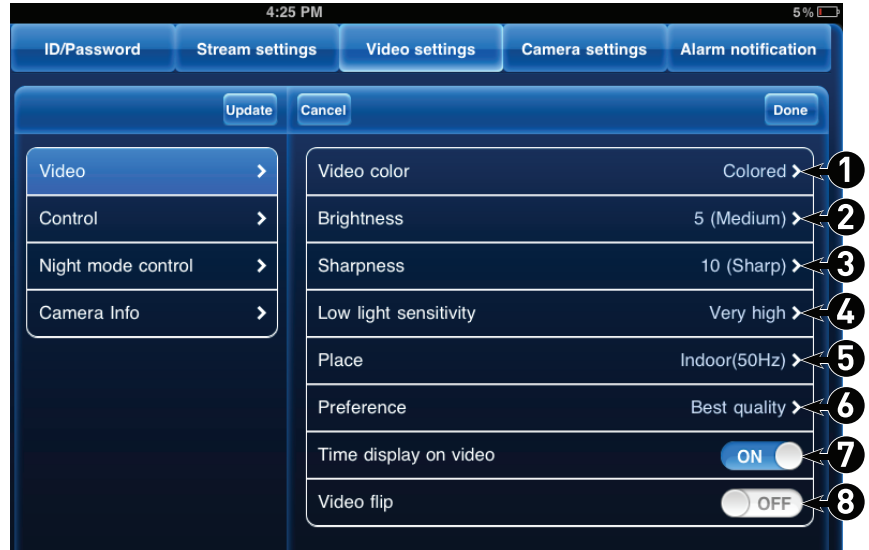 4:25 PM 5%
ID/Password Stream settings Video settings Camera settings Alarm notification
Update Cancel Done
Video Video color Colored 1
Control Brightness 5 (Medium) 2
Night mode control Sharpness 10 (Sharp) 3
Camera Info Low light sensitivity Very high 4
Place Indoor(50Hz) 5
Preference Best quality 6
Time display on video ON 7
Video flip OFF 8